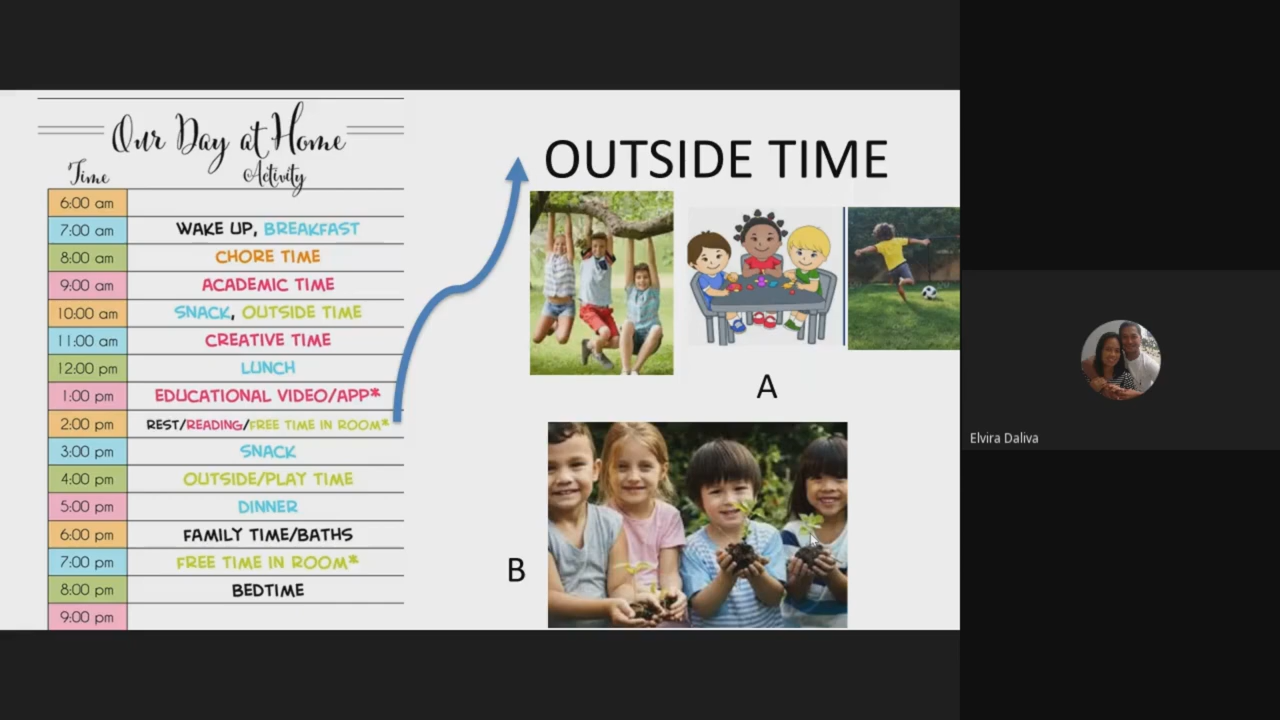 Our Day at Home
Time Activity
6:00 am
7:00 am WAKE UP, BREAKFAST
8:00 am CHORE TIME
9:00 am ACADEMIC TIME
10:00 am SNACK, OUTSIDE TIME
11:00 am CREATIVE TIME
12:00 pm LUNCH
1:00 pm EDUCATIONAL VIDEO/APP*
2:00 pm REST/READING/FREE TIME IN ROOM*
3:00 pm SNACK
4:00 pm OUTSIDE/PLAY TIME
5:00 pm DINNER
6:00 pm FAMILY TIME/BATHS
7:00 pm FREE TIME IN ROOM*
8:00 pm BEDTIME
9:00 pm
OUTSIDE TIME
A
B
Elvira Daliva